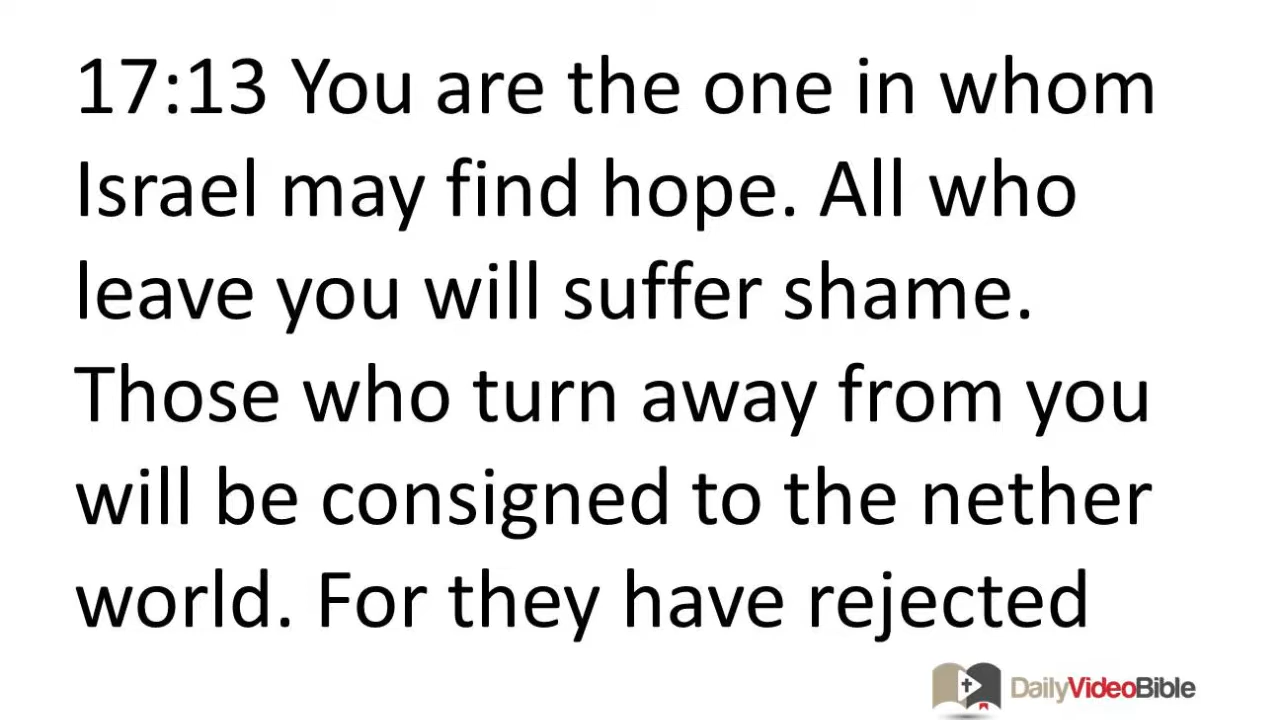 17:13 You are the one in whom
Israel may find hope. All who
leave you will suffer shame.
Those who turn away from you
will be consigned to the nether
world. For they have rejected
DailyVideoBible